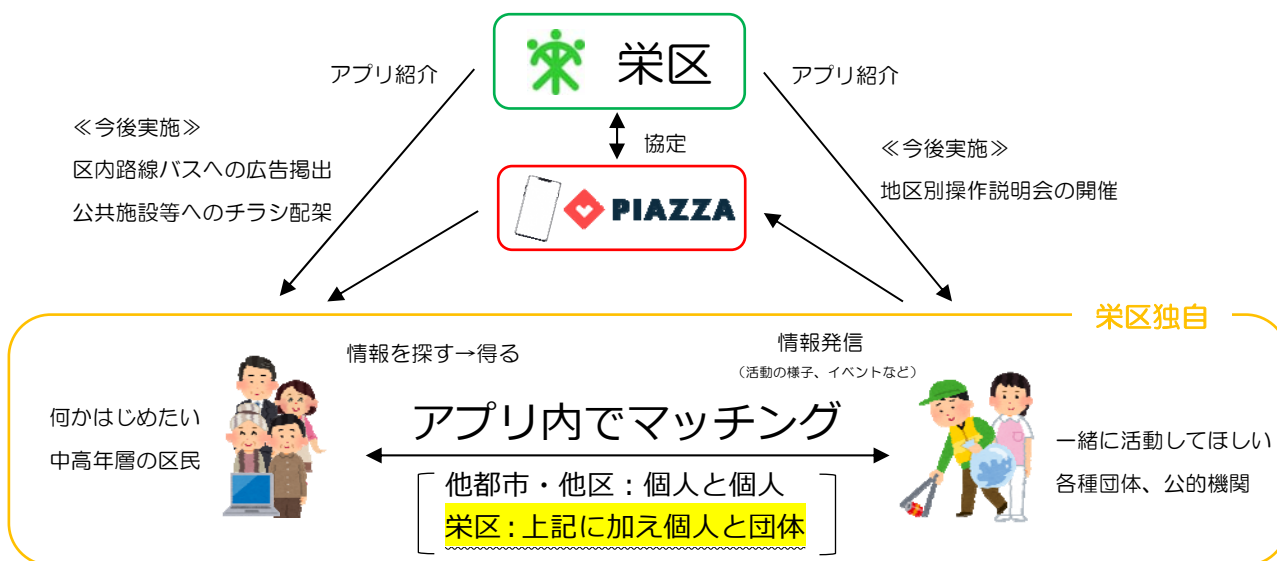 栄区
アプリ紹介
アプリ紹介
≪今後実施≫
区内路線バスへの広告掲出
公共施設等へのチラシ配架
協定
≪今後実施≫
地区別操作説明会の開催
PIAZZA
栄区独自
情報を探す→得る
情報発信
（活動の様子、イベントなど）
何かはじめたい
中高年層の区民
アプリ内でマッチング
一緒に活動してほしい
各種団体、公的機関
他都市・他区：個人と個人
栄区：上記に加え個人と団体